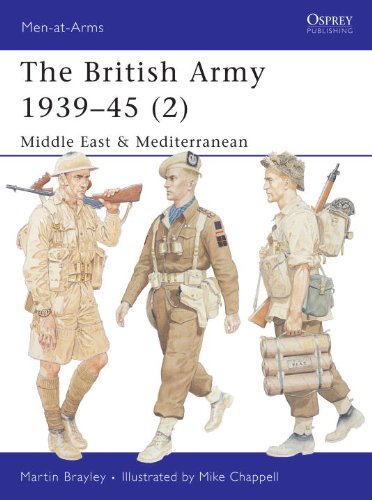 Men-at-Arms
OSPREY
PUBLISHING
The British Army
1939–45 (2)
Middle East & Mediterranean
Martin Brayley • Illustrated by Mike Chappell